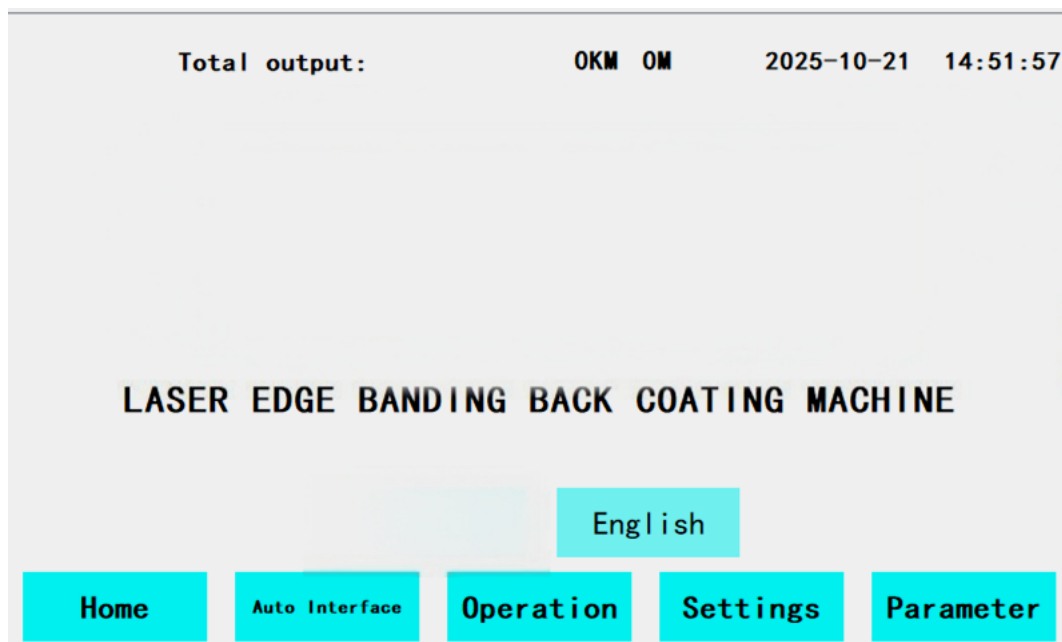 Total output: 0KM 0M 2025-10-21 14:51:57
LASER EDGE BANDING BACK COATING MACHINE
English
Home Auto Interface Operation Settings Parameter